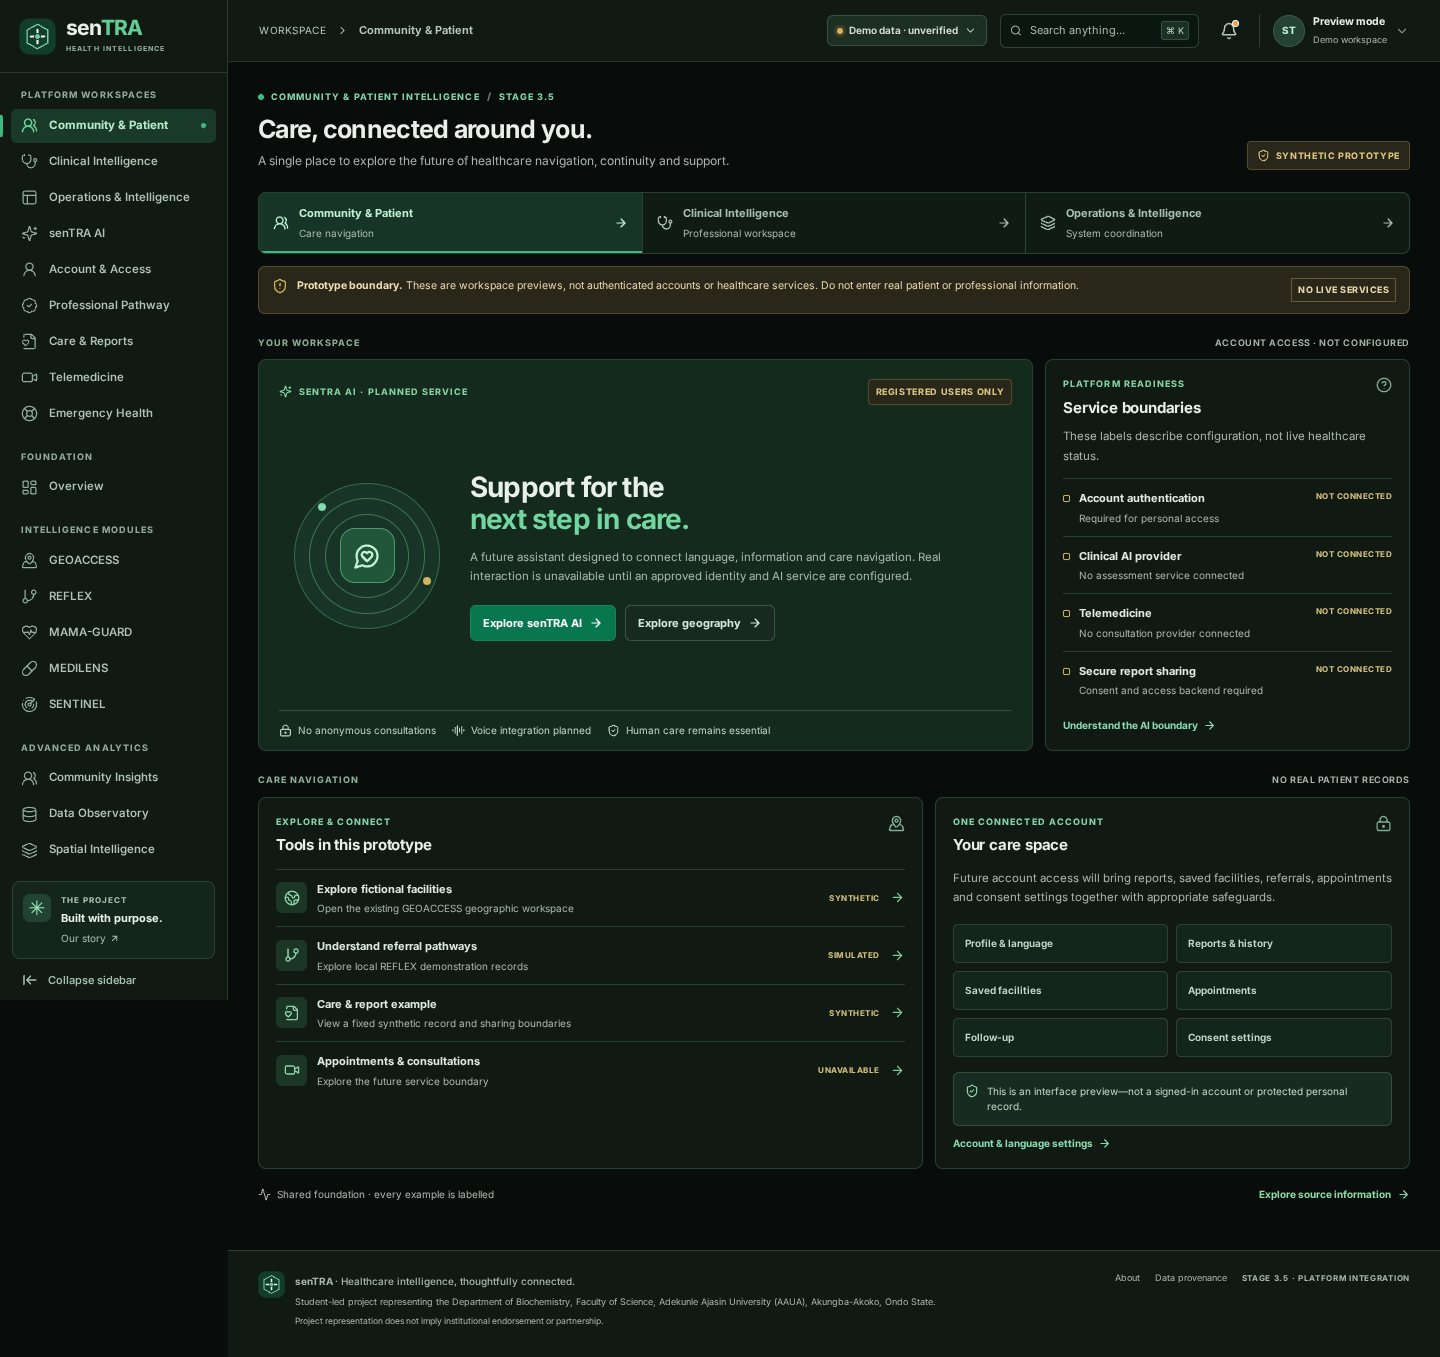 senTRA
HEALTH INTELLIGENCE
PLATFORM WORKSPACES
Community & Patient
Clinical Intelligence
Operations & Intelligence
senTRA AI
Account & Access
Professional Pathway
Care & Reports
Telemedicine
Emergency Health
FOUNDATION
Overview
INTELLIGENCE MODULES
GEOACCESS
REFLEX
MAMA-GUARD
MEDILENS
SENTINEL
ADVANCED ANALYTICS
Community Insights
Data Observatory
Spatial Intelligence
THE PROJECT
Built with purpose.
Our story
Collapse sidebar
WORKSPACE
Community & Patient
Demo data · unverified
Search anything...
⌘ K
ST
Preview mode
Demo workspace
COMMUNITY & PATIENT INTELLIGENCE / STAGE 3.5
Care, connected around you.
A single place to explore the future of healthcare navigation, continuity and support.
SYNTHETIC PROTOTYPE
Community & Patient
Care navigation
Clinical Intelligence
Professional workspace
Operations & Intelligence
System coordination
Prototype boundary. These are workspace previews, not authenticated accounts or healthcare services. Do not enter real patient or professional information.
NO LIVE SERVICES
YOUR WORKSPACE
ACCOUNT ACCESS · NOT CONFIGURED
SENTRA AI · PLANNED SERVICE
REGISTERED USERS ONLY
Support for the
next step in care.
A future assistant designed to connect language, information and care navigation. Real
interaction is unavailable until an approved identity and AI service are configured.
Explore senTRA AI
Explore geography
No anonymous consultations
Voice integration planned
Human care remains essential
PLATFORM READINESS
Service boundaries
These labels describe configuration, not live healthcare
status.
Account authentication
NOT CONNECTED
Required for personal access
Clinical AI provider
NOT CONNECTED
No assessment service connected
Telemedicine
NOT CONNECTED
No consultation provider connected
Secure report sharing
NOT CONNECTED
Consent and access backend required
Understand the AI boundary
CARE NAVIGATION
NO REAL PATIENT RECORDS
EXPLORE & CONNECT
Tools in this prototype
Explore fictional facilities
Open the existing GEOACCESS geographic workspace
SYNTHETIC
Understand referral pathways
Explore local REFLEX demonstration records
SIMULATED
Care & report example
View a fixed synthetic record and sharing boundaries
SYNTHETIC
Appointments & consultations
Explore the future service boundary
UNAVAILABLE
ONE CONNECTED ACCOUNT
Your care space
Future account access will bring reports, saved facilities, referrals, appointments
and consent settings together with appropriate safeguards.
Profile & language
Reports & history
Saved facilities
Appointments
Follow-up
Consent settings
This is an interface preview—not a signed-in account or protected personal
record.
Account & language settings
Shared foundation · every example is labelled
Explore source information
senTRA · Healthcare intelligence, thoughtfully connected.
Student-led project representing the Department of Biochemistry, Faculty of Science, Adekunle Ajasin University (AAUA), Akungba-Akoko, Ondo State.
Project representation does not imply institutional endorsement or partnership.
About
Data provenance
STAGE 3.5 · PLATFORM INTEGRATION